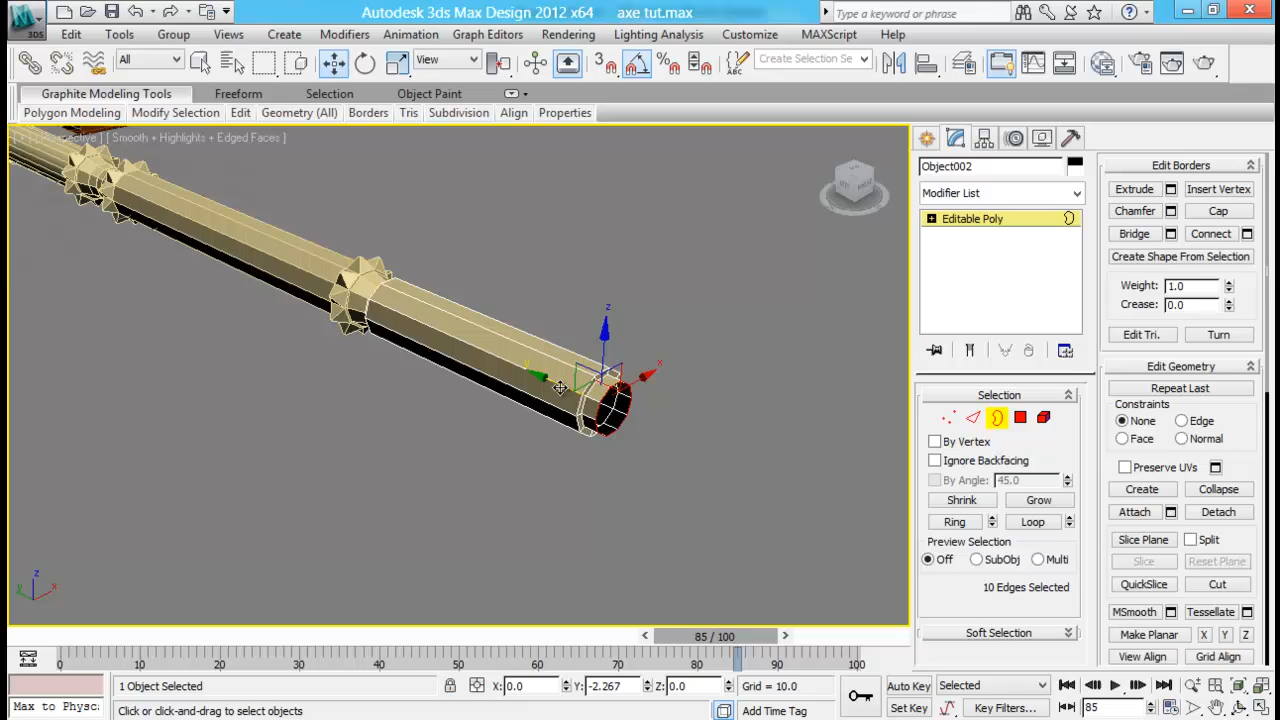 Autodesk 3ds Max Design 2012 x64 axe tut.max
Type a keyword or phrase
3DS
Edit Tools Group Views Create Modifiers Animation Graph Editors Rendering Lighting Analysis Customize MAXScript Help
All View 3 Create Selection Se
Graphite Modeling Tools Freeform Selection Object Paint
Polygon Modeling Modify Selection Edit Geometry (All) Borders Tris Subdivision Align Properties
[ + ] [ Perspective ] [ Smooth + Highlights + Edged Faces ]
z
x
y
z
x
y
Object002
Modifier List
Editable Poly
Selection
By Vertex
Ignore Backfacing
By Angle: 45.0
Shrink Grow
Ring Loop
Preview Selection
Off SubObj Multi
10 Edges Selected
Soft Selection
Edit Borders
Extrude Insert Vertex
Chamfer Cap
Bridge Connect
Create Shape From Selection
Weight: 1.0
Crease: 0.0
Edit Tri. Turn
Edit Geometry
Repeat Last
Constraints
None Edge
Face Normal
Preserve UVs
Create Collapse
Attach Detach
Slice Plane Split
Slice Reset Plane
QuickSlice Cut
MSmooth Tessellate
Make Planar X Y Z
View Align Grid Align
< 85 / 100 >
0 10 20 30 40 50 60 70 80 90 100
1 Object Selected X: 0.0 Y: -2.267 Z: 0.0 Grid = 10.0 Auto Key Selected
Max to Physc: Click or click-and-drag to select objects Add Time Tag Set Key Key Filters... 85